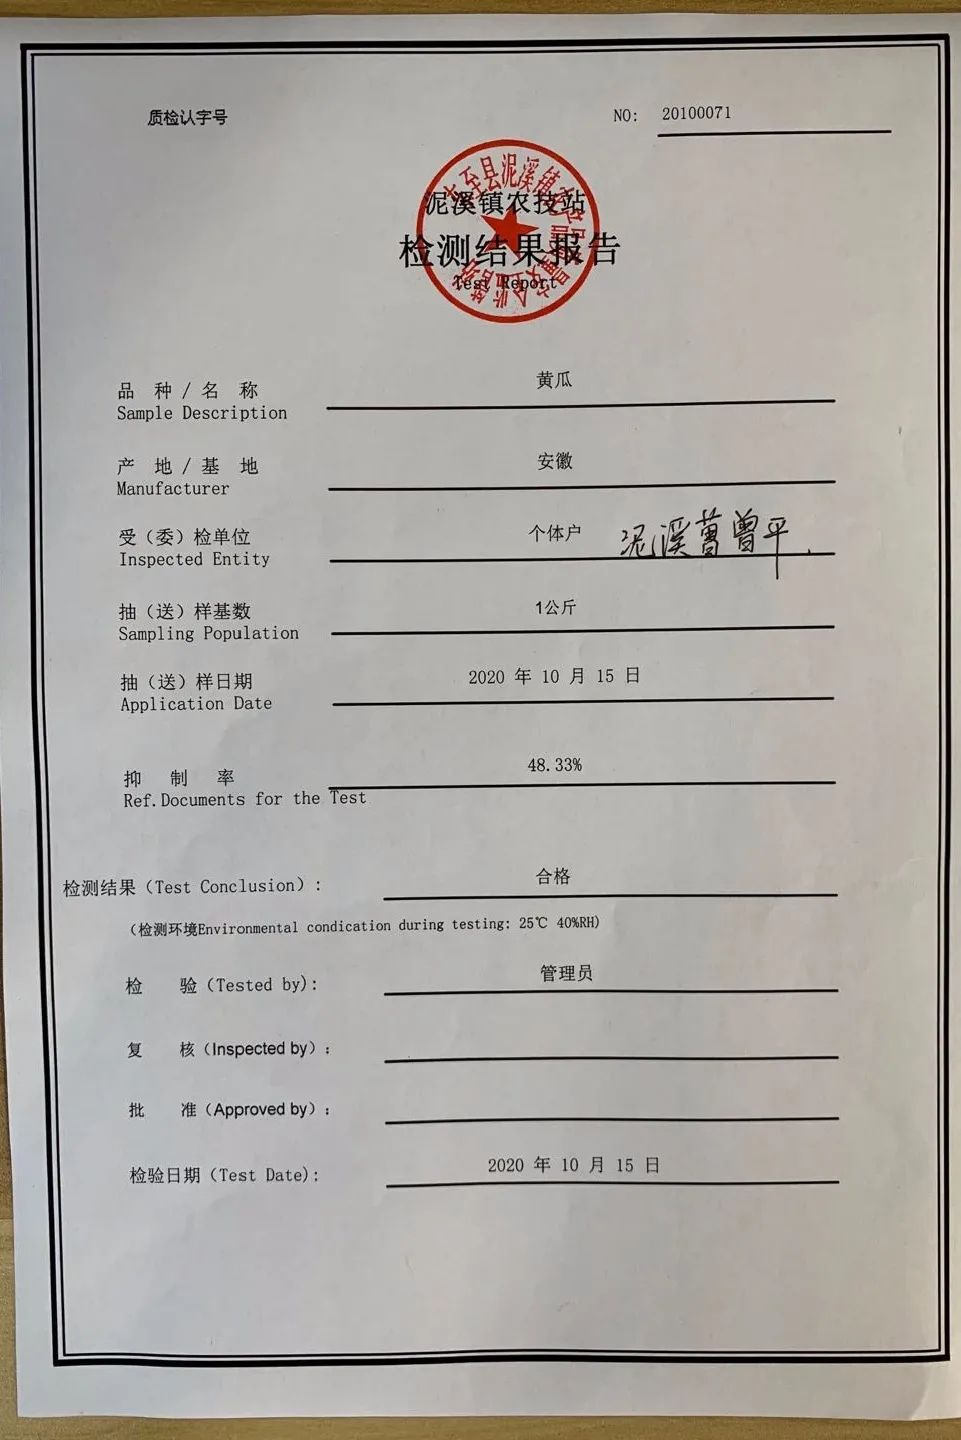 质检认字号
NO: 20100071
泥溪镇农技站
检测结果报告
Test Report
品 种 / 名 称 黄瓜
Sample Description
产 地 / 基 地 安徽
Manufacturer
受（委）检单位 个体户 泥溪 曾平
Inspected Entity
抽（送）样基数 1公斤
Sampling Population
抽（送）样日期 2020 年 10 月 15 日
Application Date
抑 制 率 48.33%
Ref.Documents for the Test
检测结果（Test Conclusion）: 合格
（检测环境Environmental condication during testing: 25℃ 40%RH）
检 验（Tested by）: 管理员
复 核（Inspected by）:
批 准（Approved by）:
检验日期（Test Date）: 2020 年 10 月 15 日